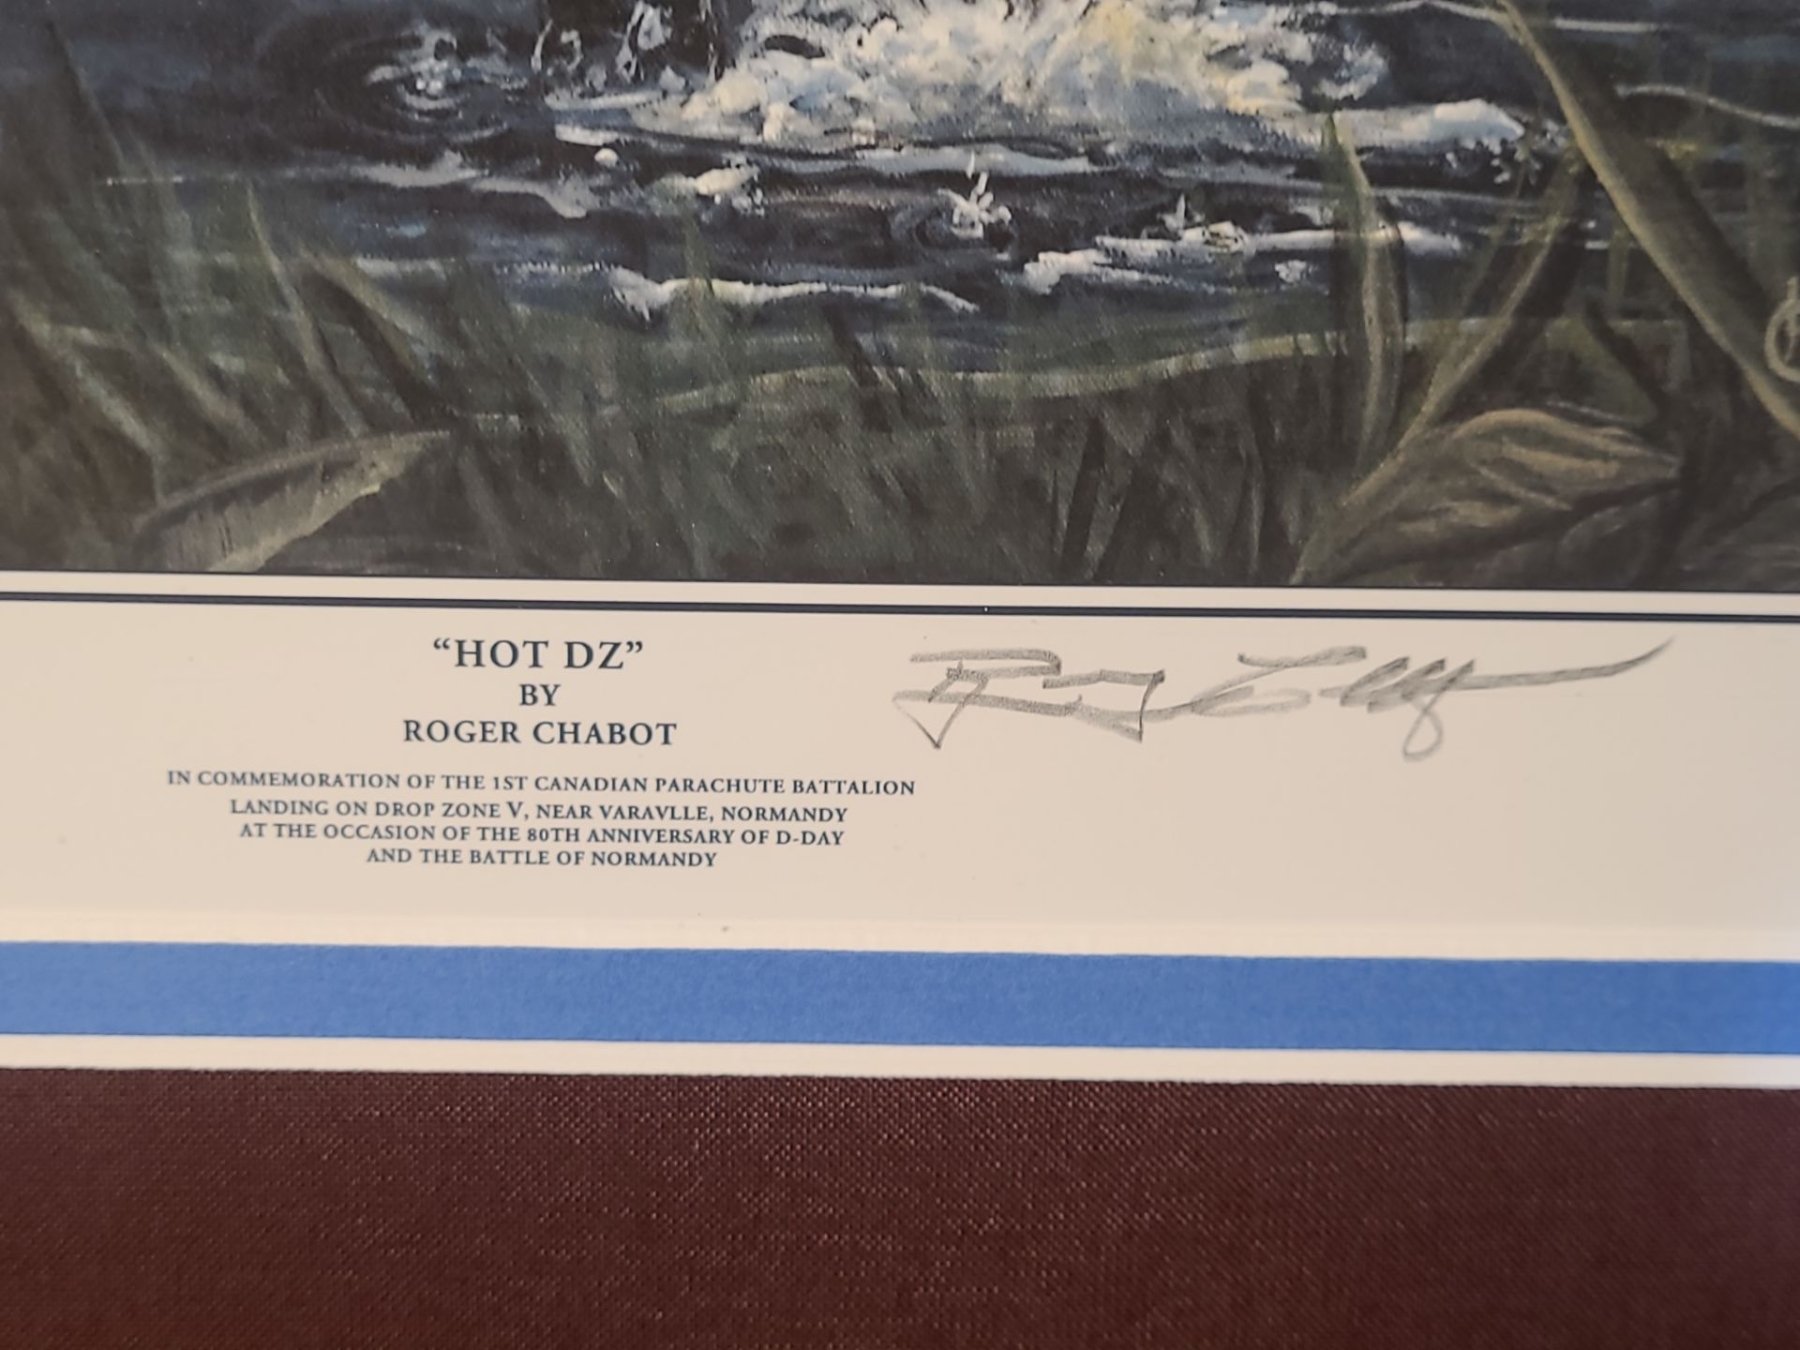 “HOT DZ”
BY
ROGER CHABOT
IN COMMEMORATION OF THE 1ST CANADIAN PARACHUTE BATTALION
LANDING ON DROP ZONE V, NEAR VARAVLLE, NORMANDY
AT THE OCCASION OF THE 80TH ANNIVERSARY OF D-DAY
AND THE BATTLE OF NORMANDY